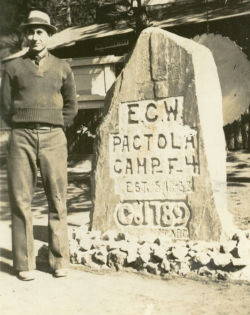 E.C.W.
PACTOLA
CAMP F-4
EST. 5-1-33
Co. 1789